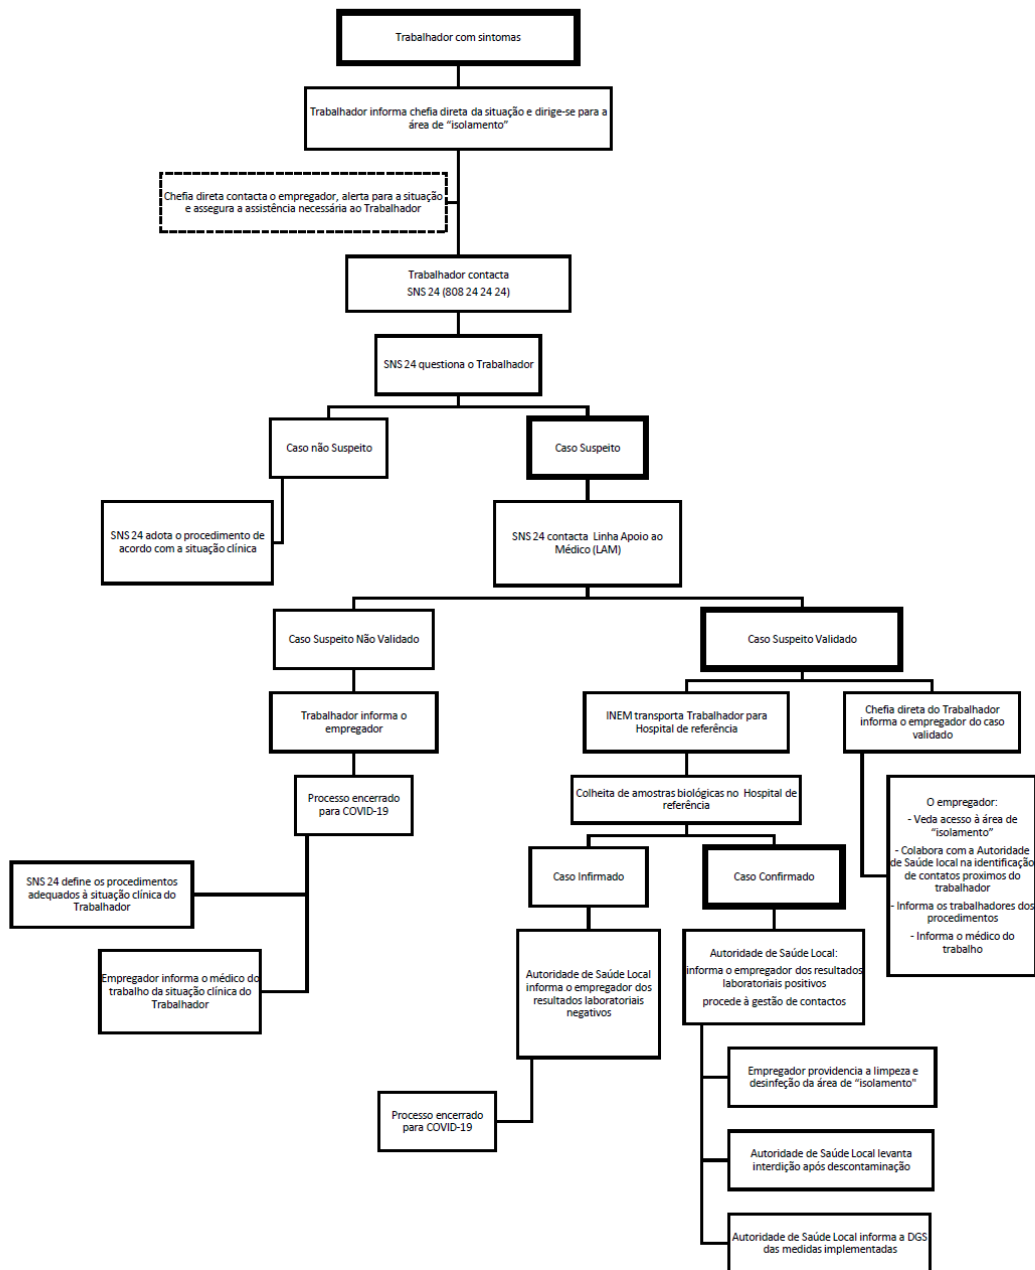 Trabalhador com sintomas
Trabalhador informa chefia direta da situação e dirige-se para a
área de “isolamento”
Chefia direta contacta o empregador, alerta para a situação
e assegura a assistência necessária ao Trabalhador
Trabalhador contacta
SNS 24 (808 24 24 24)
SNS 24 questiona o Trabalhador
Caso não Suspeito
Caso Suspeito
SNS 24 adota o procedimento de
acordo com a situação clínica
SNS 24 contacta Linha Apoio ao
Médico (LAM)
Caso Suspeito Não Validado
Caso Suspeito Validado
Trabalhador informa o
empregador
INEM transporta Trabalhador para
Hospital de referência
Chefia direta do Trabalhador
informa o empregador do caso
validado
Processo encerrado
para COVID-19
Colheita de amostras biológicas no Hospital de
referência
O empregador:
- Veda acesso à área de
“isolamento”
- Colabora com a Autoridade
de Saúde local na identificação
de contatos proximos do
trabalhador
- Informa os trabalhadores dos
procedimentos
- Informa o médico do
trabalho
SNS 24 define os procedimentos
adequados à situação clínica do
Trabalhador
Caso Infirmado
Caso Confirmado
Empregador informa o médico do
trabalho da situação clínica do
Trabalhador
Autoridade de Saúde Local
informa o empregador dos
resultados laboratoriais
negativos
Autoridade de Saúde Local:
informa o empregador dos resultados
laboratoriais positivos
procede à gestão de contactos
Processo encerrado
para COVID-19
Empregador providencia a limpeza e
desinfeção da área de “isolamento"
Autoridade de Saúde Local levanta
interdição após descontaminação
Autoridade de Saúde Local informa a DGS
das medidas implementadas